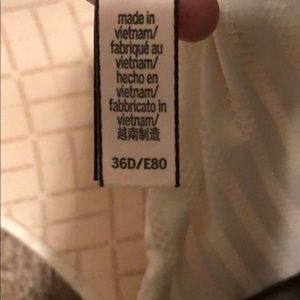 made in
vietnam/
fabriqué au
vietnam/
hecho en
vietnam/
fabbricato in
vietnam/
越南制造
36D/E80